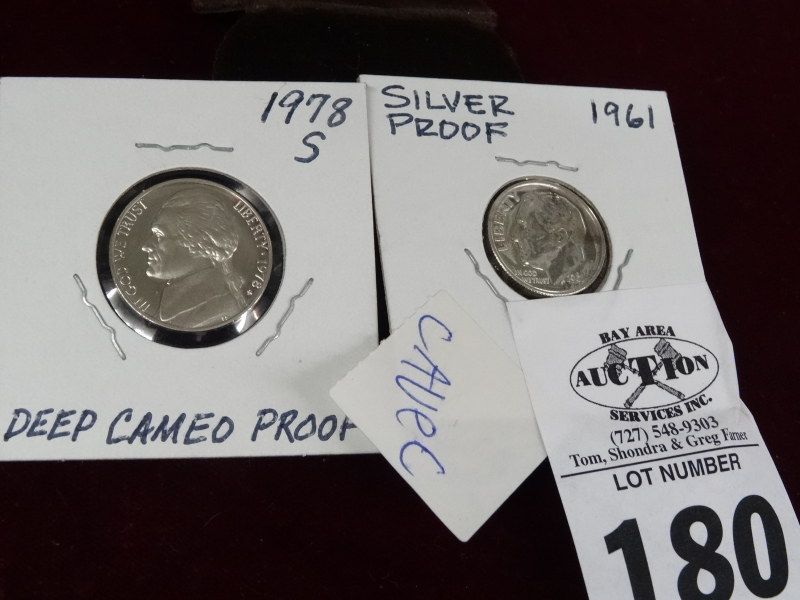 1978
S
DEEP CAMEO PROOF
IN GOD WE TRUST
LIBERTY · 1978
SILVER
PROOF
1961
LIBERTY
IN GOD
WE TRUST
BAY AREA
AUCTION
SERVICES INC.
(727) 548-9303
Tom, Shondra & Greg Farner
LOT NUMBER
180